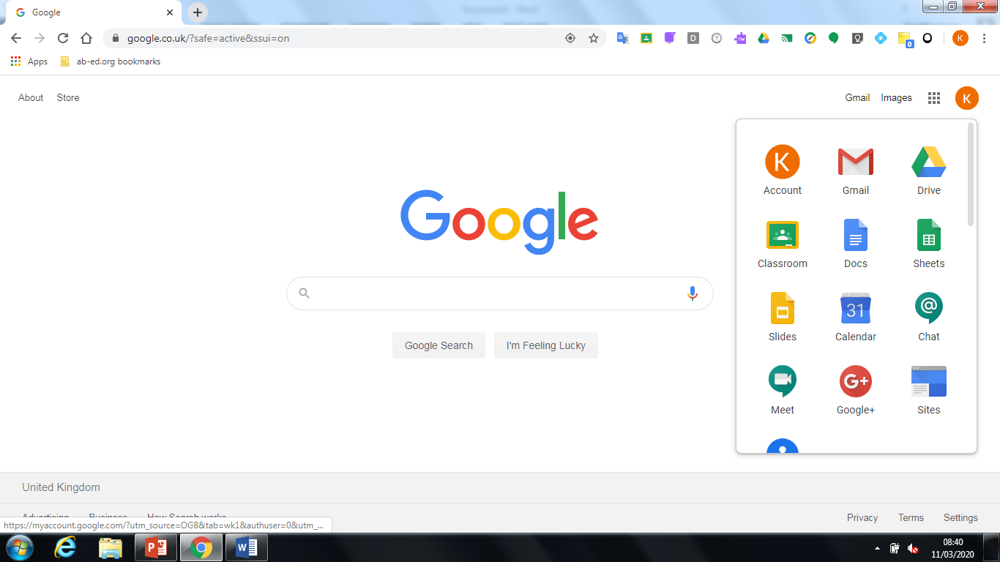 Google
google.co.uk/?safe=active&ssui=on
K
Apps
ab-ed.org bookmarks
About
Store
Gmail
Images
K
K
Account
Gmail
Drive
Google
Classroom
Docs
Sheets
31
Slides
Calendar
Chat
Google Search
I'm Feeling Lucky
G+
Meet
Google+
Sites
United Kingdom
Advertising
Business
How Search works
Privacy
Terms
Settings
https://myaccount.google.com/?utm_source=OGB&tab=wk1&authuser=0&utm_...
08:40
11/03/2020